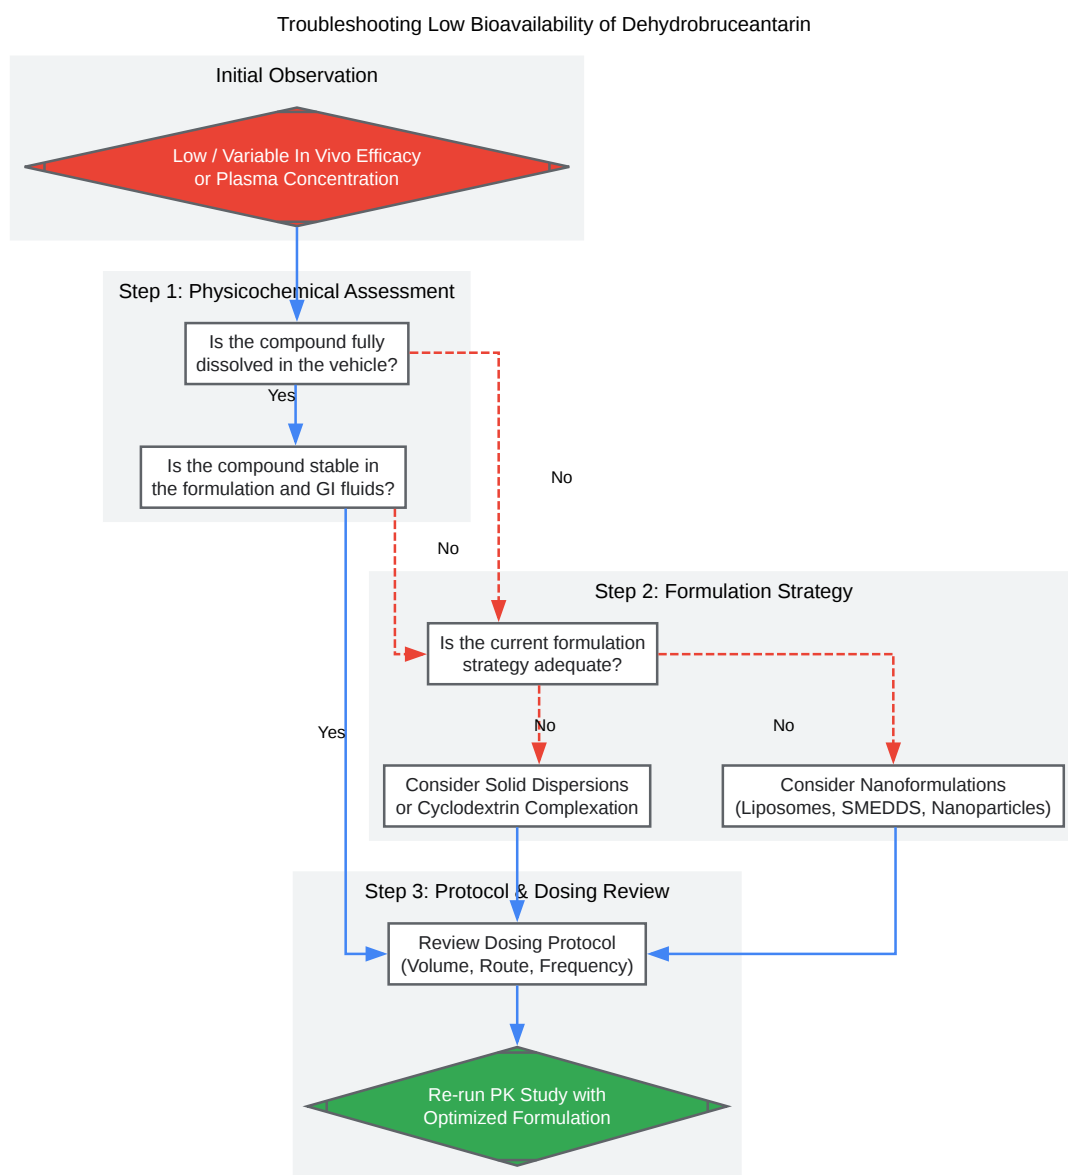 Troubleshooting Low Bioavailability of Dehydrobruceantarin
Initial Observation
Low / Variable In Vivo Efficacy
or Plasma Concentration
Step 1: Physicochemical Assessment
Is the compound fully
dissolved in the vehicle?
Yes
Is the compound stable in
the formulation and GI fluids?
No
No
Step 2: Formulation Strategy
Is the current formulation
strategy adequate?
Yes
No
No
Consider Solid Dispersions
or Cyclodextrin Complexation
Consider Nanoformulations
(Liposomes, SMEDDS, Nanoparticles)
Step 3: Protocol & Dosing Review
Review Dosing Protocol
(Volume, Route, Frequency)
Re-run PK Study with
Optimized Formulation